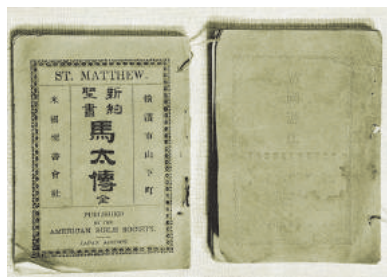 ST. MATTHEW.
橫濱市山下町
新約
聖書
馬太傳
全
米國聖書會社
PUBLISHED
BY THE
AMERICAN BIBLE SOCIETY.
JAPAN AGENCY.